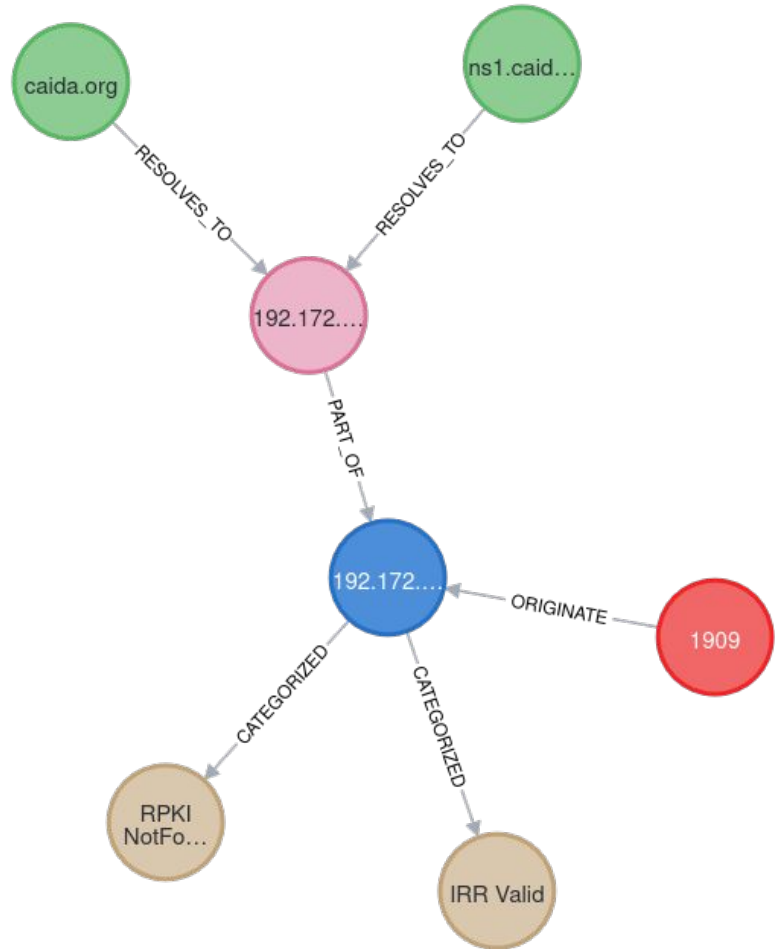 caida.org
ns1.caid…
RESOLVES_TO
RESOLVES_TO
192.172.…
PART_OF
192.172.…
ORIGINATE
1909
CATEGORIZED
CATEGORIZED
RPKI
NotFo…
IRR Valid